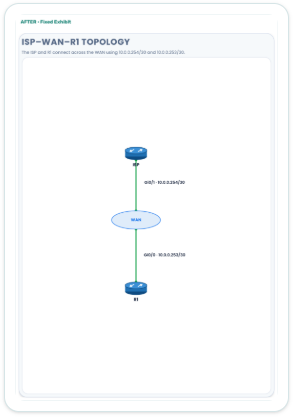 AFTER - Fixed Exhibit
ISP-WAN-R1 TOPOLOGY
The ISP and R1 connect across the WAN using 10.0.0.254/30 and 10.0.0.253/30.
ISP
Gi0/1 · 10.0.0.254/30
WAN
Gi0/0 · 10.0.0.253/30
R1